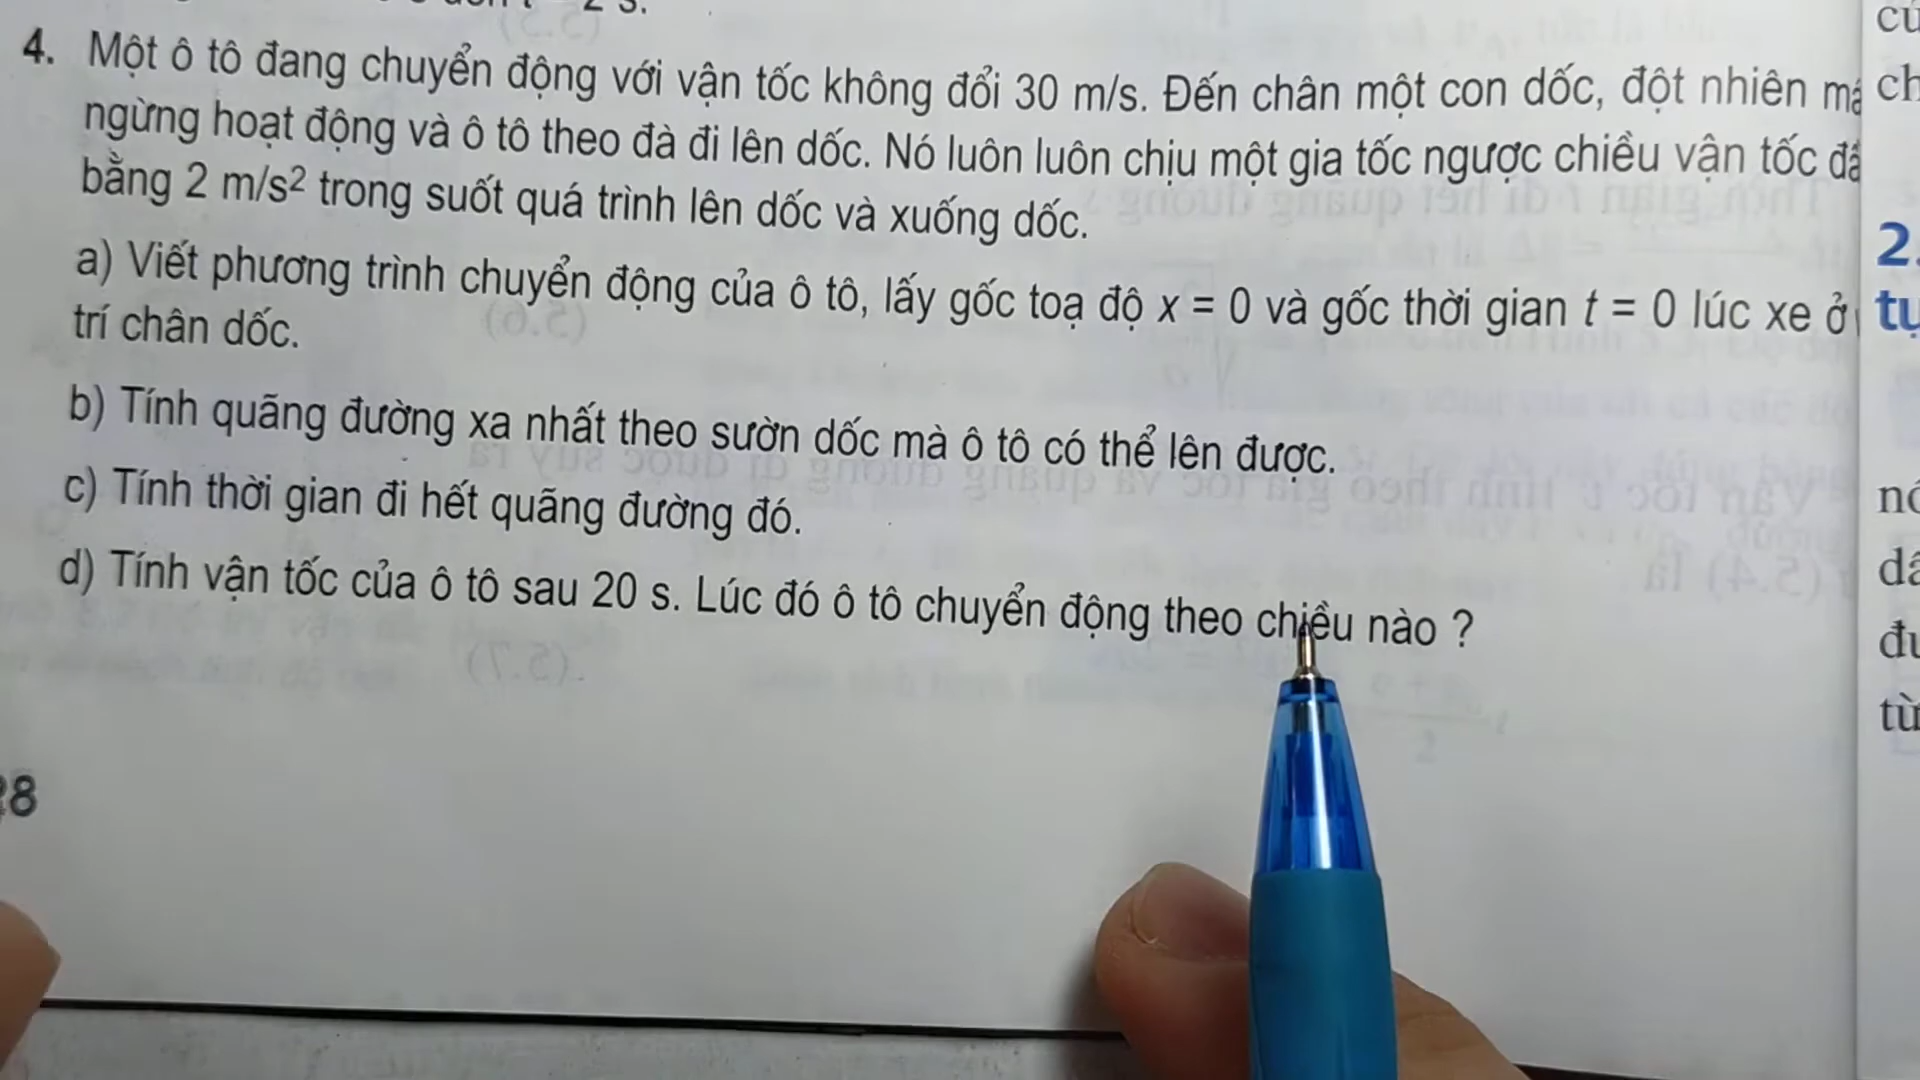 2 s.
4. Một ô tô đang chuyển động với vận tốc không đổi 30 m/s. Đến chân một con dốc, đột nhiên má
ngừng hoạt động và ô tô theo đà đi lên dốc. Nó luôn luôn chịu một gia tốc ngược chiều vận tốc đầ
bằng 2 m/s² trong suốt quá trình lên dốc và xuống dốc.
a) Viết phương trình chuyển động của ô tô, lấy gốc toạ độ x = 0 và gốc thời gian t = 0 lúc xe ở
trí chân dốc.
b) Tính quãng đường xa nhất theo sườn dốc mà ô tô có thể lên được.
c) Tính thời gian đi hết quãng đường đó.
d) Tính vận tốc của ô tô sau 20 s. Lúc đó ô tô chuyển động theo chiều nào ?
28
ch
2.
tụ
từ